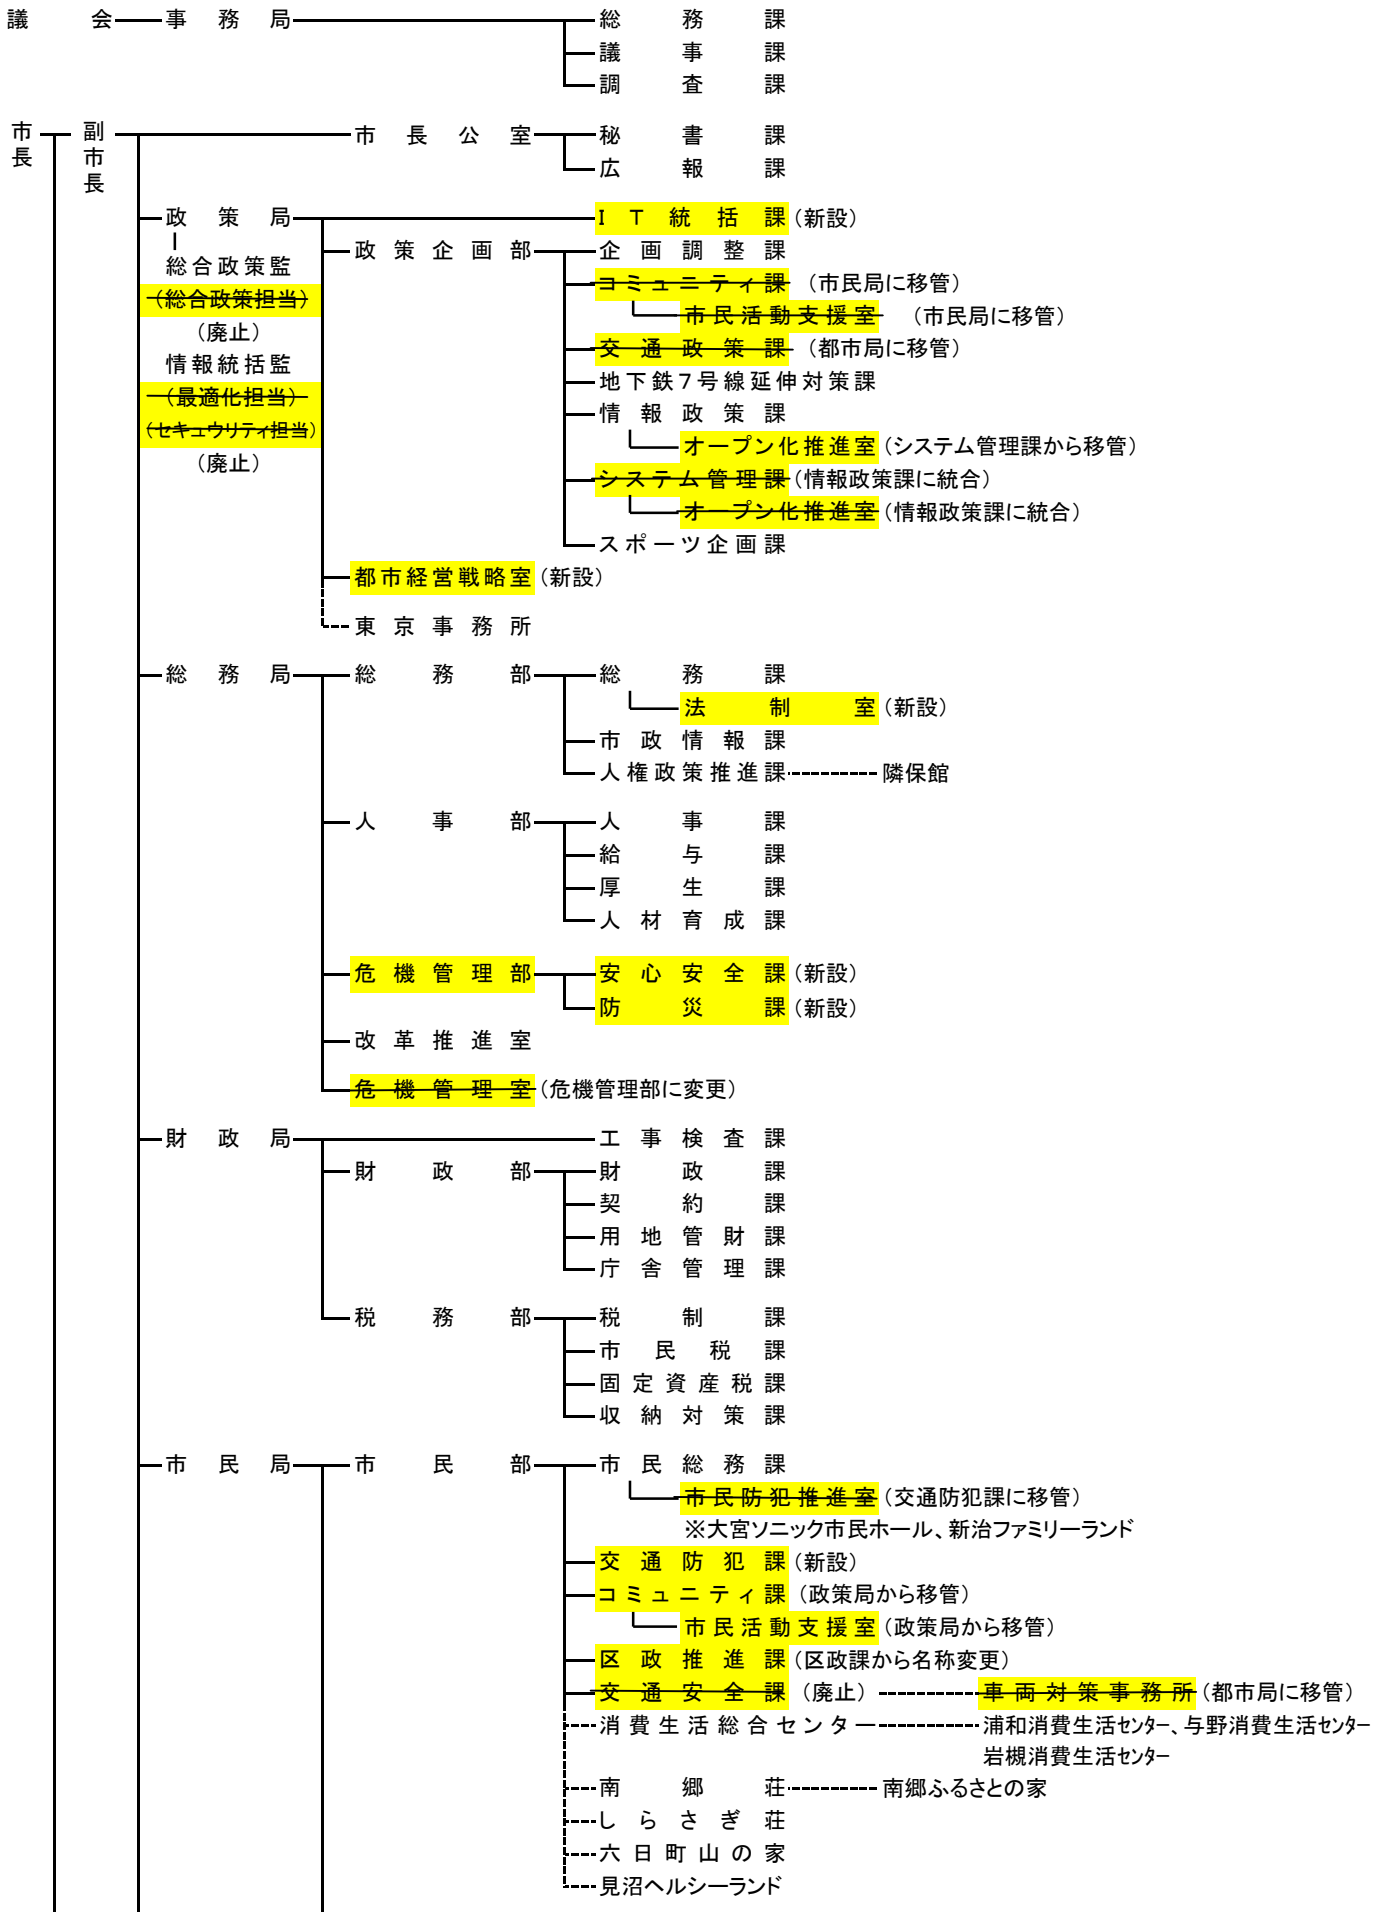 議会 事務局 総務課
議事課
調査課
市長 副市長 市長公室 秘書課
広報課
政策局 IT統括課（新設）
政策企画部 企画調整課
総合政策監
コミュニティ課（市民局に移管）
（総合政策担当）
市民活動支援室（市民局に移管）
（廃止）
交通政策課（都市局に移管）
情報統括監
地下鉄7号線延伸対策課
（最適化担当）
情報政策課
（セキュウリティ担当）
オープン化推進室（システム管理課から移管）
（廃止）
システム管理課（情報政策課に統合）
オープン化推進室（情報政策課に統合）
スポーツ企画課
都市経営戦略室（新設）
東京事務所
総務局 総務部 総務課
法制室（新設）
市政情報課
人権政策推進課 隣保館
人事部 人事課
給与課
厚生課
人材育成課
危機管理部 安心安全課（新設）
防災課（新設）
改革推進室
危機管理室（危機管理部に変更）
財政局 工事検査課
財政部 財政課
契約課
用地管財課
庁舎管理課
税務部 税制課
市民税課
固定資産税課
収納対策課
市民局 市民部 市民総務課
市民防犯推進室（交通防犯課に移管）
※大宮ソニック市民ホール、新治ファミリーランド
交通防犯課（新設）
コミュニティ課（政策局から移管）
市民活動支援室（政策局から移管）
区政推進課（区政課から名称変更）
交通安全課（廃止） 車両対策事務所（都市局に移管）
消費生活総合センター 浦和消費生活センター、与野消費生活センター
岩槻消費生活センター
南郷荘 南郷ふるさとの家
しらさぎ荘
六日町山の家
見沼ヘルシーランド